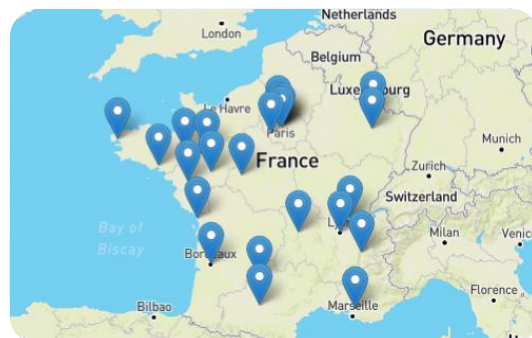 Netherlands
London
Germany
Belgium
Le Havre
Luxembourg
Paris
France
Munich
Zurich
Switzerland
Bay of
Biscay
Milan
Venice
Bordeaux
Florence
Bilbao
Marseille